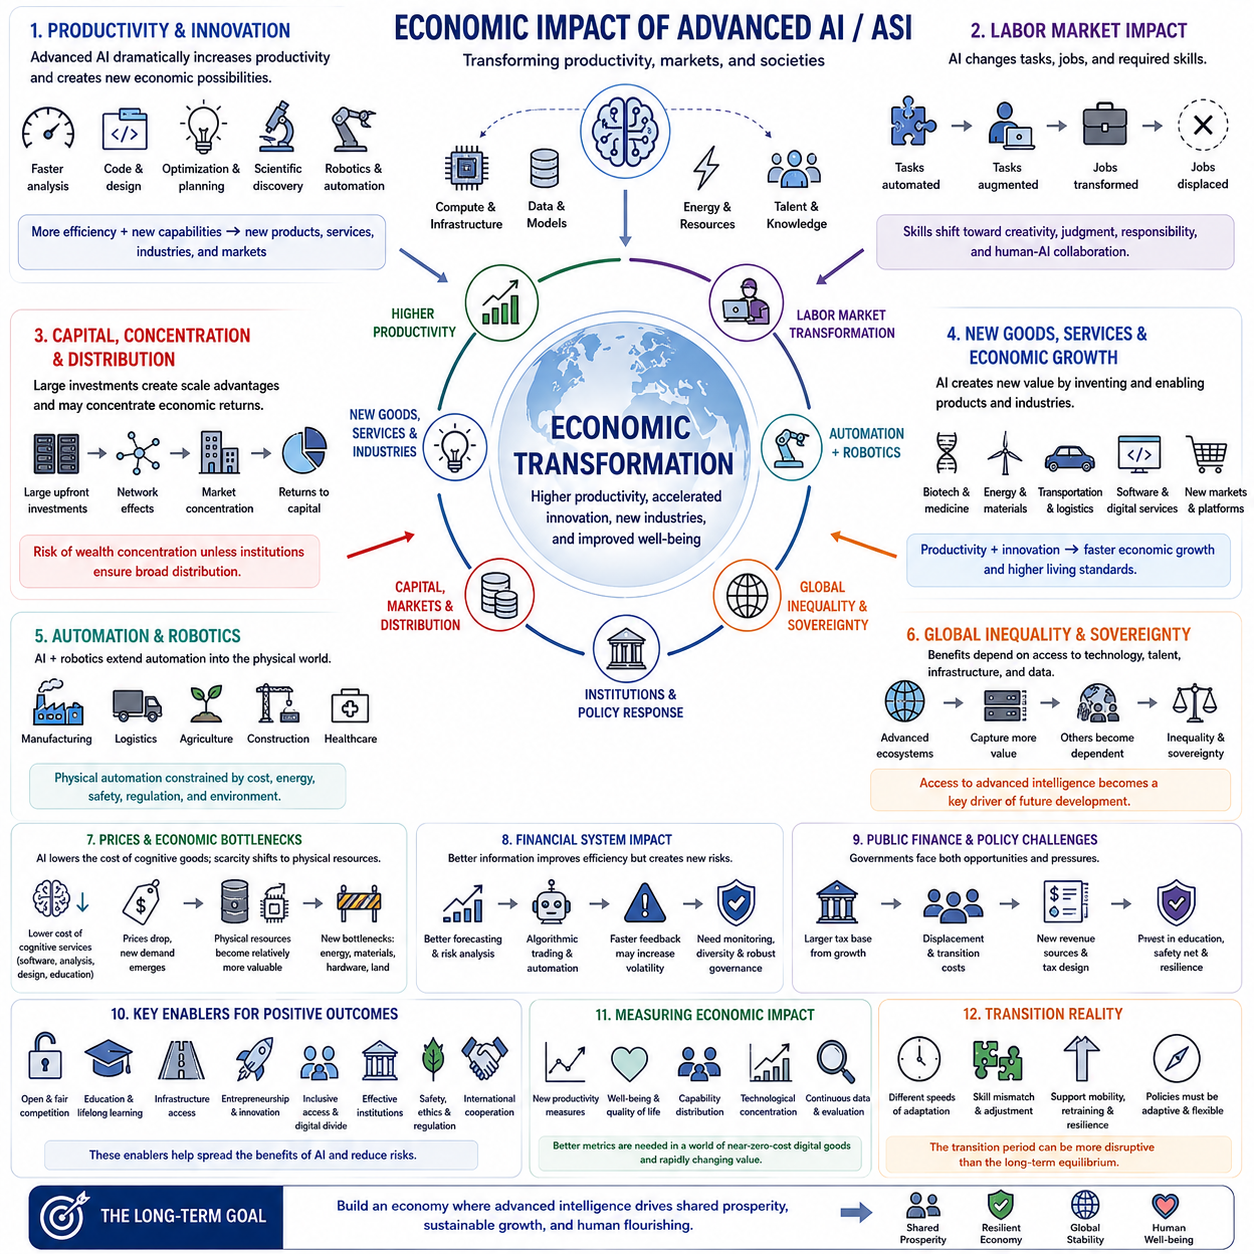 ECONOMIC IMPACT OF ADVANCED AI / ASI
Transforming productivity, markets, and societies
1. PRODUCTIVITY & INNOVATION
Advanced AI dramatically increases productivity
and creates new economic possibilities.
Faster
analysis
Code &
design
Optimization &
planning
Scientific
discovery
Robotics &
automation
More efficiency + new capabilities → new products, services,
industries, and markets
Compute &
Infrastructure
Data &
Models
Energy &
Resources
Talent &
Knowledge
2. LABOR MARKET IMPACT
AI changes tasks, jobs, and required skills.
Tasks
automated
Tasks
augmented
Jobs
transformed
Jobs
displaced
Skills shift toward creativity, judgment, responsibility,
and human-AI collaboration.
HIGHER
PRODUCTIVITY
LABOR MARKET
TRANSFORMATION
NEW GOODS,
SERVICES &
INDUSTRIES
AUTOMATION
+ ROBOTICS
ECONOMIC
TRANSFORMATION
Higher productivity, accelerated
innovation, new industries,
and improved well-being
CAPITAL,
MARKETS &
DISTRIBUTION
GLOBAL
INEQUALITY &
SOVEREIGNTY
INSTITUTIONS &
POLICY RESPONSE
3. CAPITAL, CONCENTRATION
& DISTRIBUTION
Large investments create scale advantages
and may concentrate economic returns.
Large upfront
investments
Network
effects
Market
concentration
Returns to
capital
Risk of wealth concentration unless institutions
ensure broad distribution.
4. NEW GOODS, SERVICES &
ECONOMIC GROWTH
AI creates new value by inventing and enabling
products and industries.
Biotech &
medicine
Energy &
materials
Transportation
& logistics
Software &
digital services
New markets
& platforms
Productivity + innovation → faster economic growth
and higher living standards.
5. AUTOMATION & ROBOTICS
AI + robotics extend automation into the physical world.
Manufacturing
Logistics
Agriculture
Construction
Healthcare
Physical automation constrained by cost, energy,
safety, regulation, and environment.
6. GLOBAL INEQUALITY & SOVEREIGNTY
Benefits depend on access to technology, talent,
infrastructure, and data.
Advanced
ecosystems
Capture more
value
Others become
dependent
Inequality &
sovereignty
Access to advanced intelligence becomes a
key driver of future development.
7. PRICES & ECONOMIC BOTTLENECKS
AI lowers the cost of cognitive goods; scarcity shifts to physical resources.
Lower cost of
cognitive services
(software, analysis,
design, education)
$
Prices drop,
new demand
emerges
Physical resources
become relatively
more valuable
New bottlenecks:
energy, materials,
hardware, land
8. FINANCIAL SYSTEM IMPACT
Better information improves efficiency but creates new risks.
Better forecasting
& risk analysis
Algorithmic
trading &
automation
Faster feedback
may increase
volatility
Need monitoring,
diversity & robust
governance
9. PUBLIC FINANCE & POLICY CHALLENGES
Governments face both opportunities and pressures.
Larger tax base
from growth
Displacement
& transition
costs
$
New revenue
sources &
tax design
in education,
safety net &
resilience
10. KEY ENABLERS FOR POSITIVE OUTCOMES
Open & fair
competition
Education &
lifelong learning
Infrastructure
access
Entrepreneurship
& innovation
Inclusive
access &
digital divide
Effective
institutions
Safety,
ethics &
regulation
International
cooperation
These enablers help spread the benefits of AI and reduce risks.
11. MEASURING ECONOMIC IMPACT
New productivity
measures
Well-being &
quality of life
Capability
distribution
Technological
concentration
Continuous data
& evaluation
Better metrics are needed in a world of near-zero-cost digital goods
and rapidly changing value.
12. TRANSITION REALITY
Different speeds
of adaptation
Skill mismatch
& adjustment
Support mobility,
retraining &
resilience
Policies must be
adaptive & flexible
The transition period can be more disruptive
than the long-term equilibrium.
THE LONG-TERM GOAL
Build an economy where advanced intelligence drives shared prosperity,
sustainable growth, and human flourishing.
Shared
Prosperity
Resilient
Economy
Global
Stability
Human
Well-being